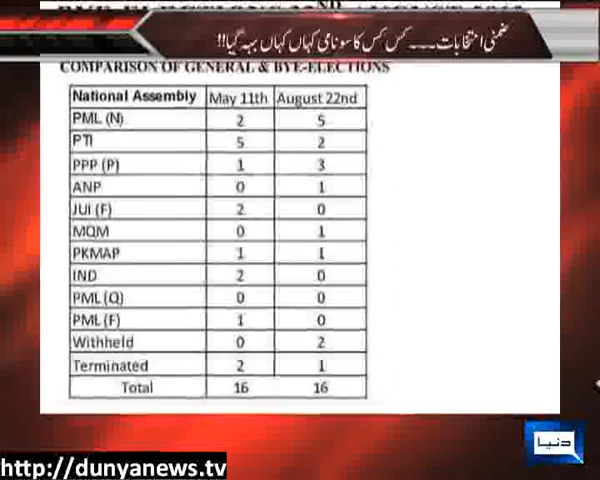 ضمنی انتخابات۔۔۔۔ کس کس کا سونامی کہاں کہاں بہہ گیا!!
COMPARISON OF GENERAL & BYE-ELECTIONS
National Assembly May 11th August 22nd
PML (N) 2 5
PTI 5 2
PPP (P) 1 3
ANP 0 1
JUI (F) 2 0
MQM 0 1
PKMAP 1 1
IND 2 0
PML (Q) 0 0
PML (F) 1 0
Withheld 0 2
Terminated 2 1
Total 16 16
دنیا
http://dunyanews.tv